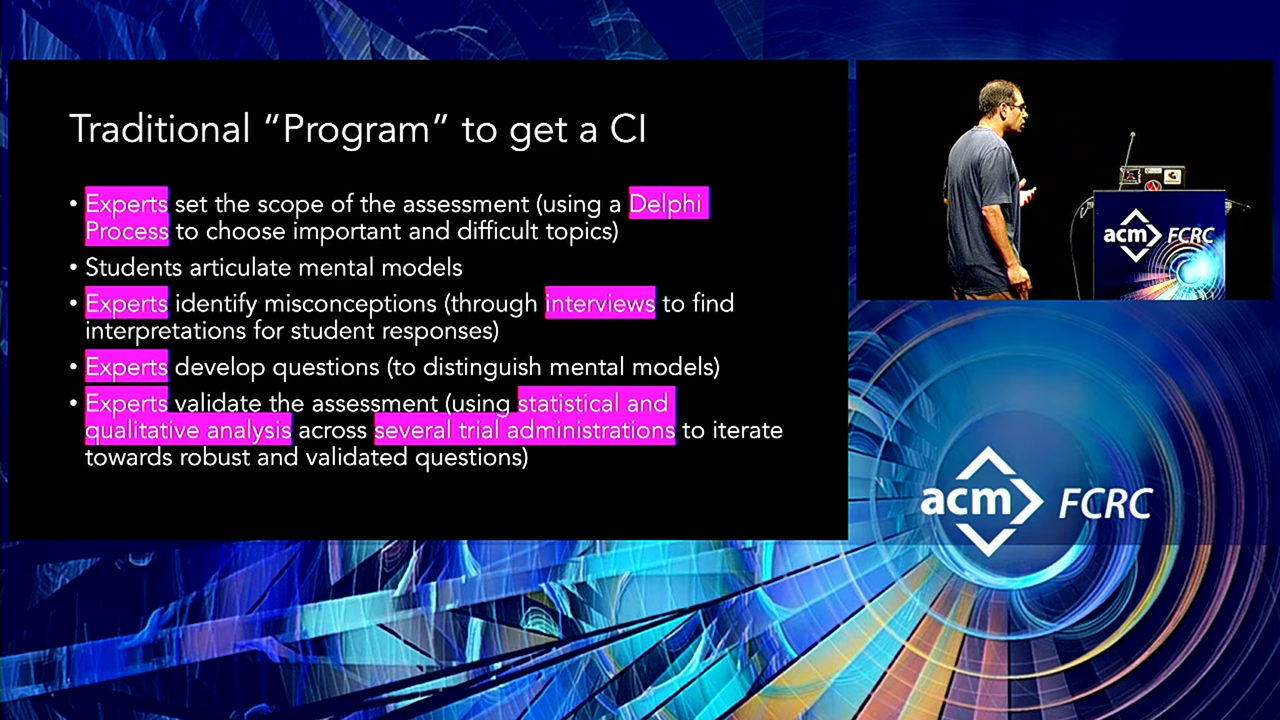 Traditional “Program” to get a CI
• Experts set the scope of the assessment (using a Delphi
Process to choose important and difficult topics)
• Students articulate mental models
• Experts identify misconceptions (through interviews to find
interpretations for student responses)
• Experts develop questions (to distinguish mental models)
• Experts validate the assessment (using statistical and
qualitative analysis across several trial administrations to iterate
towards robust and validated questions)
acm FCRC
acm FCRC